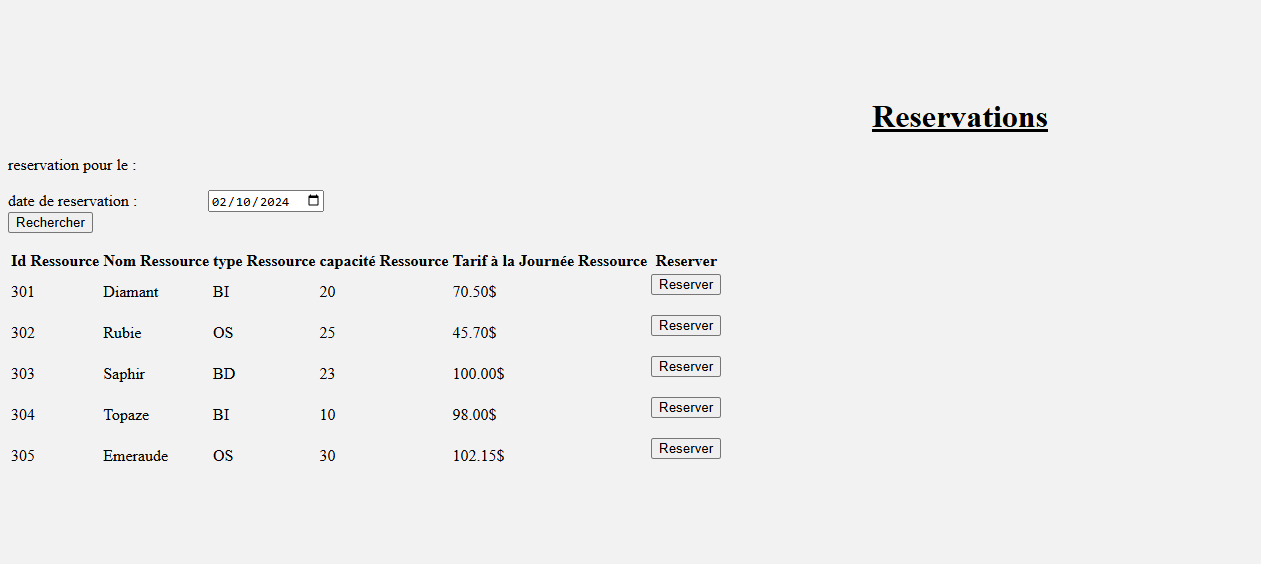 Reservations
reservation pour le :
date de reservation : 02/10/2024
Rechercher
Id Ressource Nom Ressource type Ressource capacité Ressource Tarif à la Journée Ressource Reserver
301 Diamant BI 20 70.50$ Reserver
302 Rubie OS 25 45.70$ Reserver
303 Saphir BD 23 100.00$ Reserver
304 Topaze BI 10 98.00$ Reserver
305 Emeraude OS 30 102.15$ Reserver